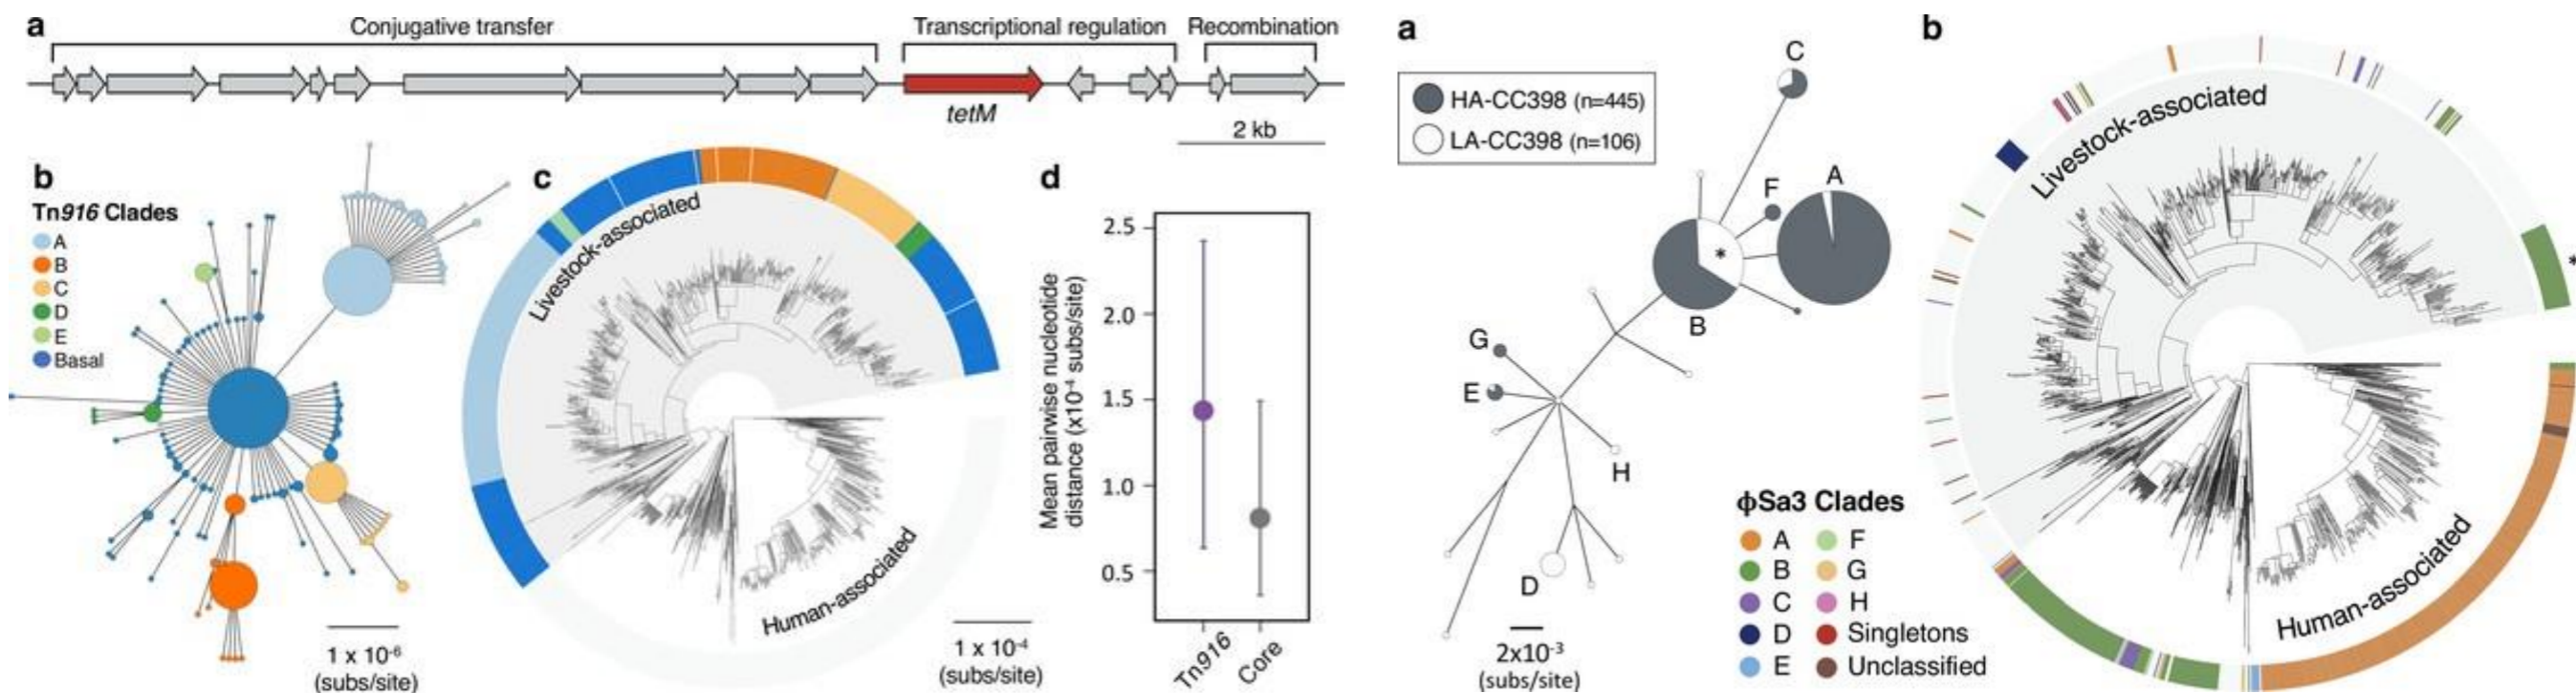 a
Conjugative transfer
Transcriptional regulation
Recombination
tetM
2 kb
b
Tn916 Clades
A
B
C
D
E
Basal
1 x 10-6
(subs/site)
c
Livestock-associated
Human-associated
1 x 10-4
(subs/site)
d
Mean pairwise nucleotide
distance (x10-4 subs/site)
2.5
2.0
1.5
1.0
0.5
Tn916
Core
a
HA-CC398 (n=445)
LA-CC398 (n=106)
C
F
A
*
B
G
E
H
D
2x10-3
(subs/site)
b
Livestock-associated
*
Human-associated
ϕSa3 Clades
A
B
C
D
E
F
G
H
Singletons
Unclassified